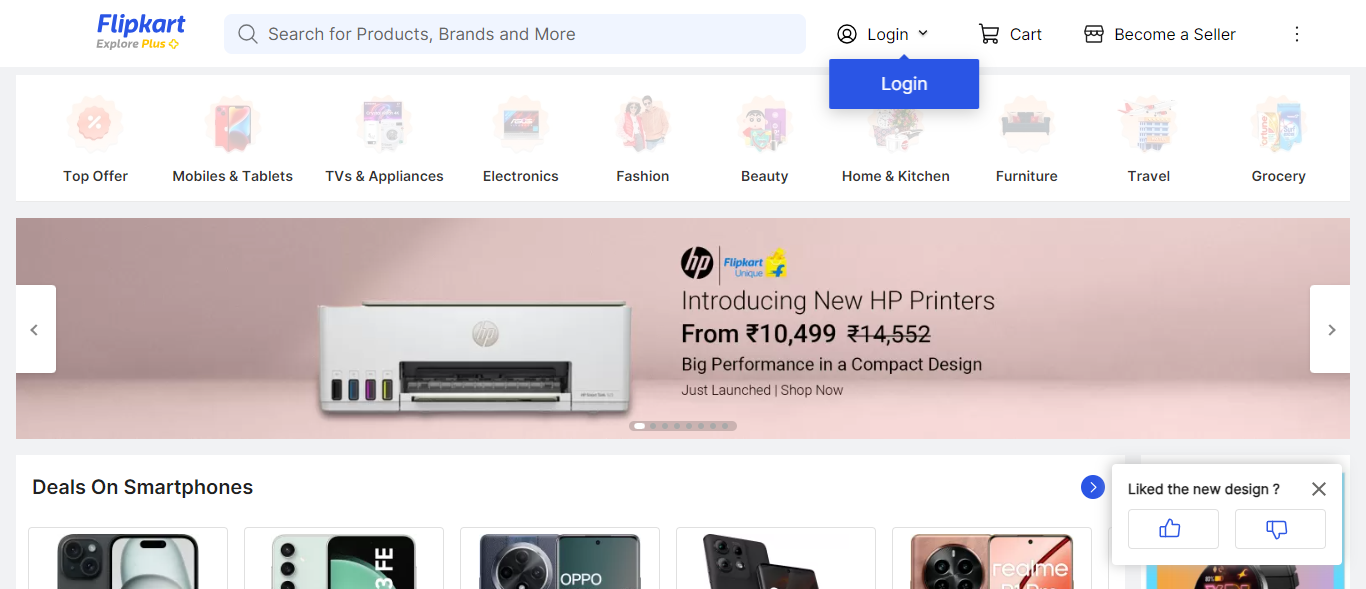 Flipkart
Explore Plus
Search for Products, Brands and More
Login
Cart
Become a Seller
Login
Top Offer
Mobiles & Tablets
TVs & Appliances
Electronics
Fashion
Beauty
Home & Kitchen
Furniture
Travel
Grocery
hp
Flipkart
Unique
Introducing New HP Printers
From ₹10,499 ₹14,552
Big Performance in a Compact Design
Just Launched | Shop Now
hp
Deals On Smartphones
Liked the new design ?
3 FE
OPPO
realme